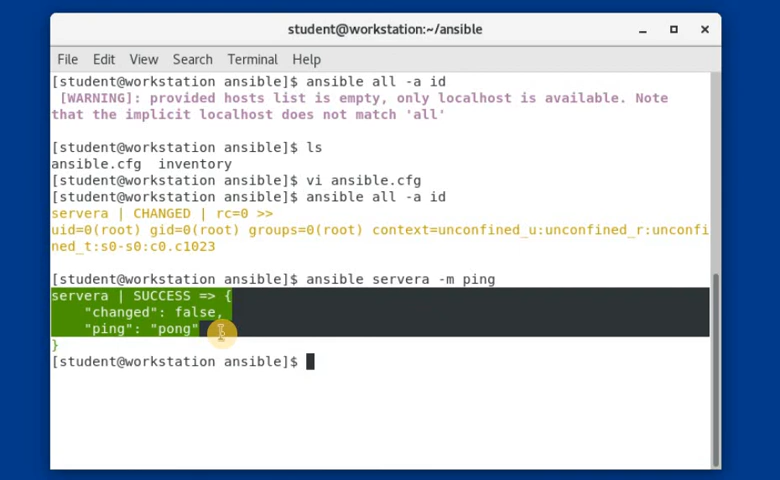 student@workstation:~/ansible
File Edit View Search Terminal Help
[student@workstation ansible]$ ansible all -a id
 [WARNING]: provided hosts list is empty, only localhost is available. Note
that the implicit localhost does not match 'all'
[student@workstation ansible]$ ls
ansible.cfg  inventory
[student@workstation ansible]$ vi ansible.cfg
[student@workstation ansible]$ ansible all -a id
servera | CHANGED | rc=0 >>
uid=0(root) gid=0(root) groups=0(root) context=unconfined_u:unconfined_r:unconfi
ned_t:s0-s0:c0.c1023
[student@workstation ansible]$ ansible servera -m ping
servera | SUCCESS => {
    "changed": false,
    "ping": "pong"
}
[student@workstation ansible]$